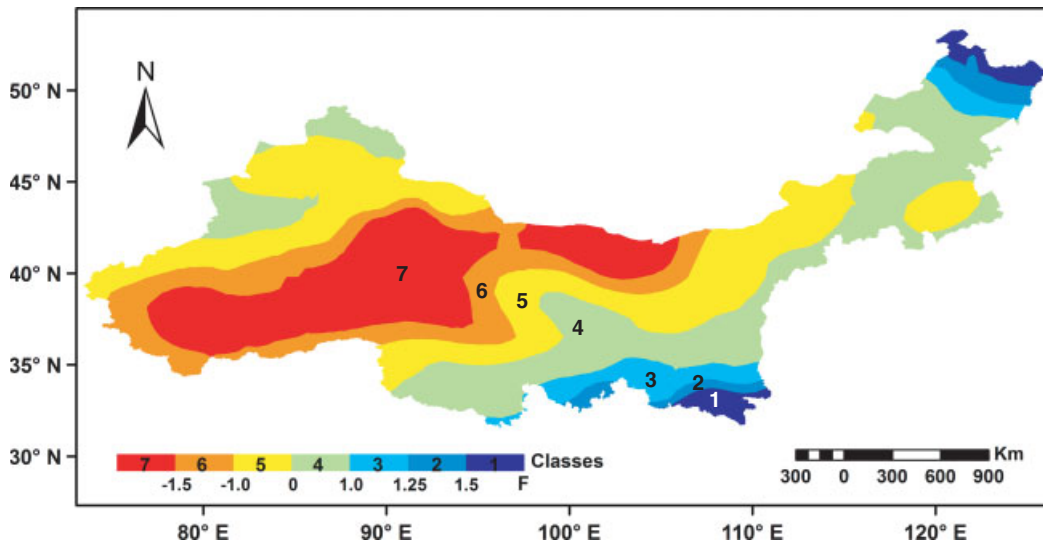 N
50° N
45° N
40° N
35° N
30° N
7
6
5
4
3
2
1
7 6 5 4 3 2 1 Classes
-1.5 -1.0 0 1.0 1.25 1.5 F
Km
300 0 300 600 900
80° E 90° E 100° E 110° E 120° E